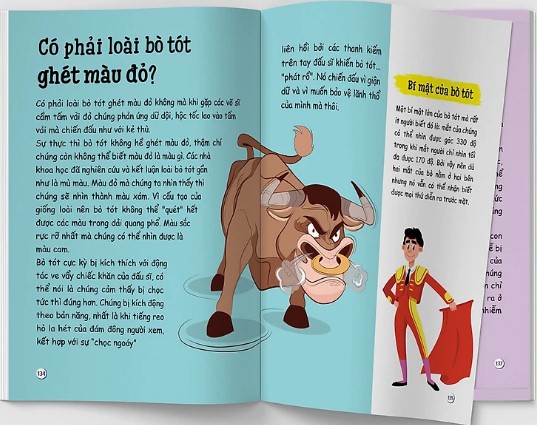 Có phải loài bò tót
ghét màu đỏ?
Có phải loài bò tót ghét màu đỏ không mà khi gặp các võ sĩ
cầm tấm vải đỏ chúng phản ứng dữ dội, hộc tốc lao vào tấm
vải mà chiến đấu như với kẻ thù.
Sự thực thì bò tót không hề ghét màu đỏ, thậm chí
chúng còn không thể biết màu đỏ là màu gì. Các nhà
khoa học đã nghiên cứu và kết luận loài bò tót gần
như là mù màu. Màu đỏ mà chúng ta nhìn thấy thì
chúng sẽ nhìn thành màu xám. Vì cấu tạo của
giống loài nên bò tót không thể "quét" hết
được các màu trong dải quang phổ. Màu sắc
rực rỡ nhất mà chúng có thể nhìn được là
màu cam.
Bò tót cực kỳ bị kích thích với động
tác ve vẩy chiếc khăn của đấu sĩ, có
thể nói là chúng cảm thấy bị chọc
tức thì đúng hơn. Chúng bị kích động
theo bản năng, nhất là khi tiếng reo
hò la hét của đám đông người xem,
kết hợp với sự "chọc ngoáy"
134
liên hồi bởi các thanh kiếm
trên tay đấu sĩ khiến bò tót...
"phát rồ". Nó chiến đấu vì giận
dữ và vì muốn bảo vệ lãnh thổ
của mình mà thôi.
Bí mật của bò tót
Một bí mật lớn của bò tót mà rất
ít người biết đó là: mắt của chúng
có thể nhìn được góc 330 độ
trong khi mắt người chỉ nhìn tối
đa được 170 độ. Bởi vậy nên dù
hai mắt của bò nằm ở hai bên
nhưng nó vẫn có thể nhận biết
được mọi thứ diễn ra trước mặt.
135
137